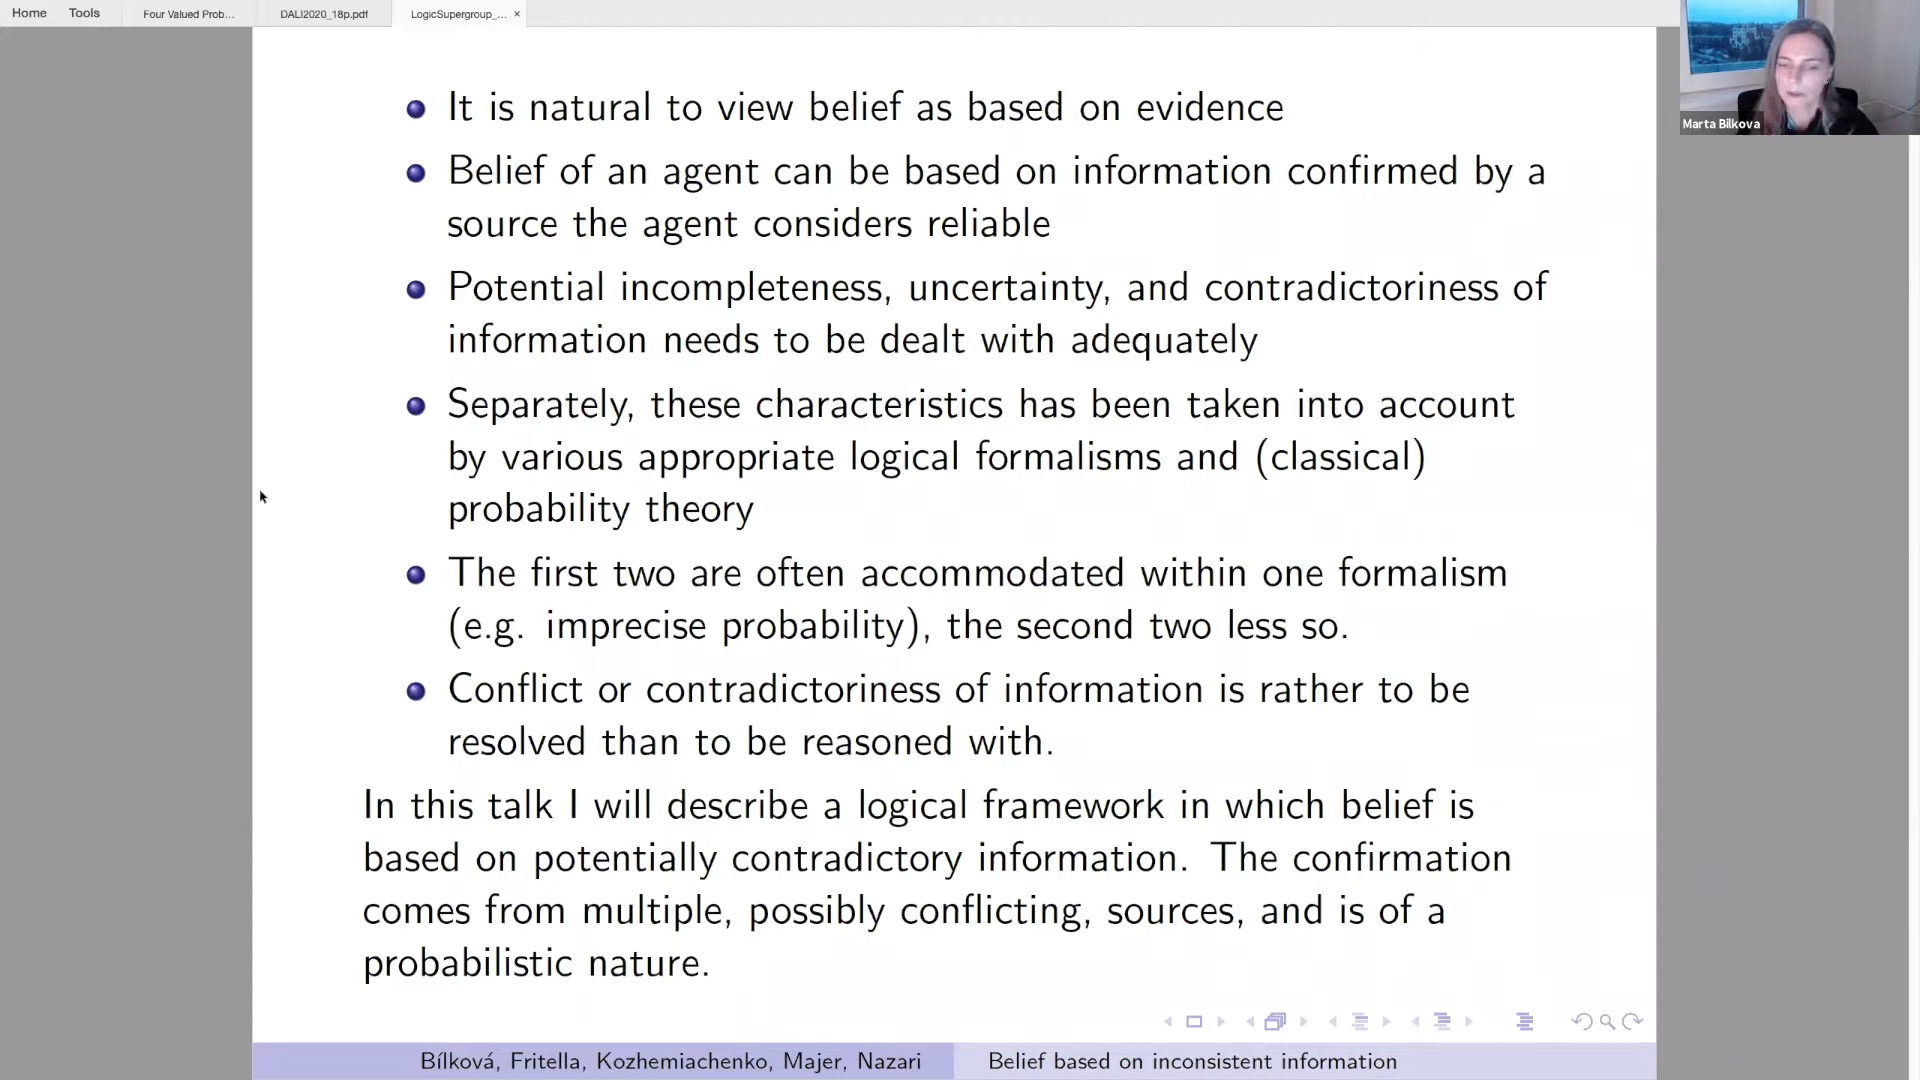 Home Tools Four Valued Prob... DALI2020_18p.pdf LogicSupergroup_... ×
Marta Bilkova
It is natural to view belief as based on evidence
Belief of an agent can be based on information confirmed by a
source the agent considers reliable
Potential incompleteness, uncertainty, and contradictoriness of
information needs to be dealt with adequately
Separately, these characteristics has been taken into account
by various appropriate logical formalisms and (classical)
probability theory
The first two are often accommodated within one formalism
(e.g. imprecise probability), the second two less so.
Conflict or contradictoriness of information is rather to be
resolved than to be reasoned with.
In this talk I will describe a logical framework in which belief is
based on potentially contradictory information. The confirmation
comes from multiple, possibly conflicting, sources, and is of a
probabilistic nature.
Bílková, Fritella, Kozhemiachenko, Majer, Nazari Belief based on inconsistent information